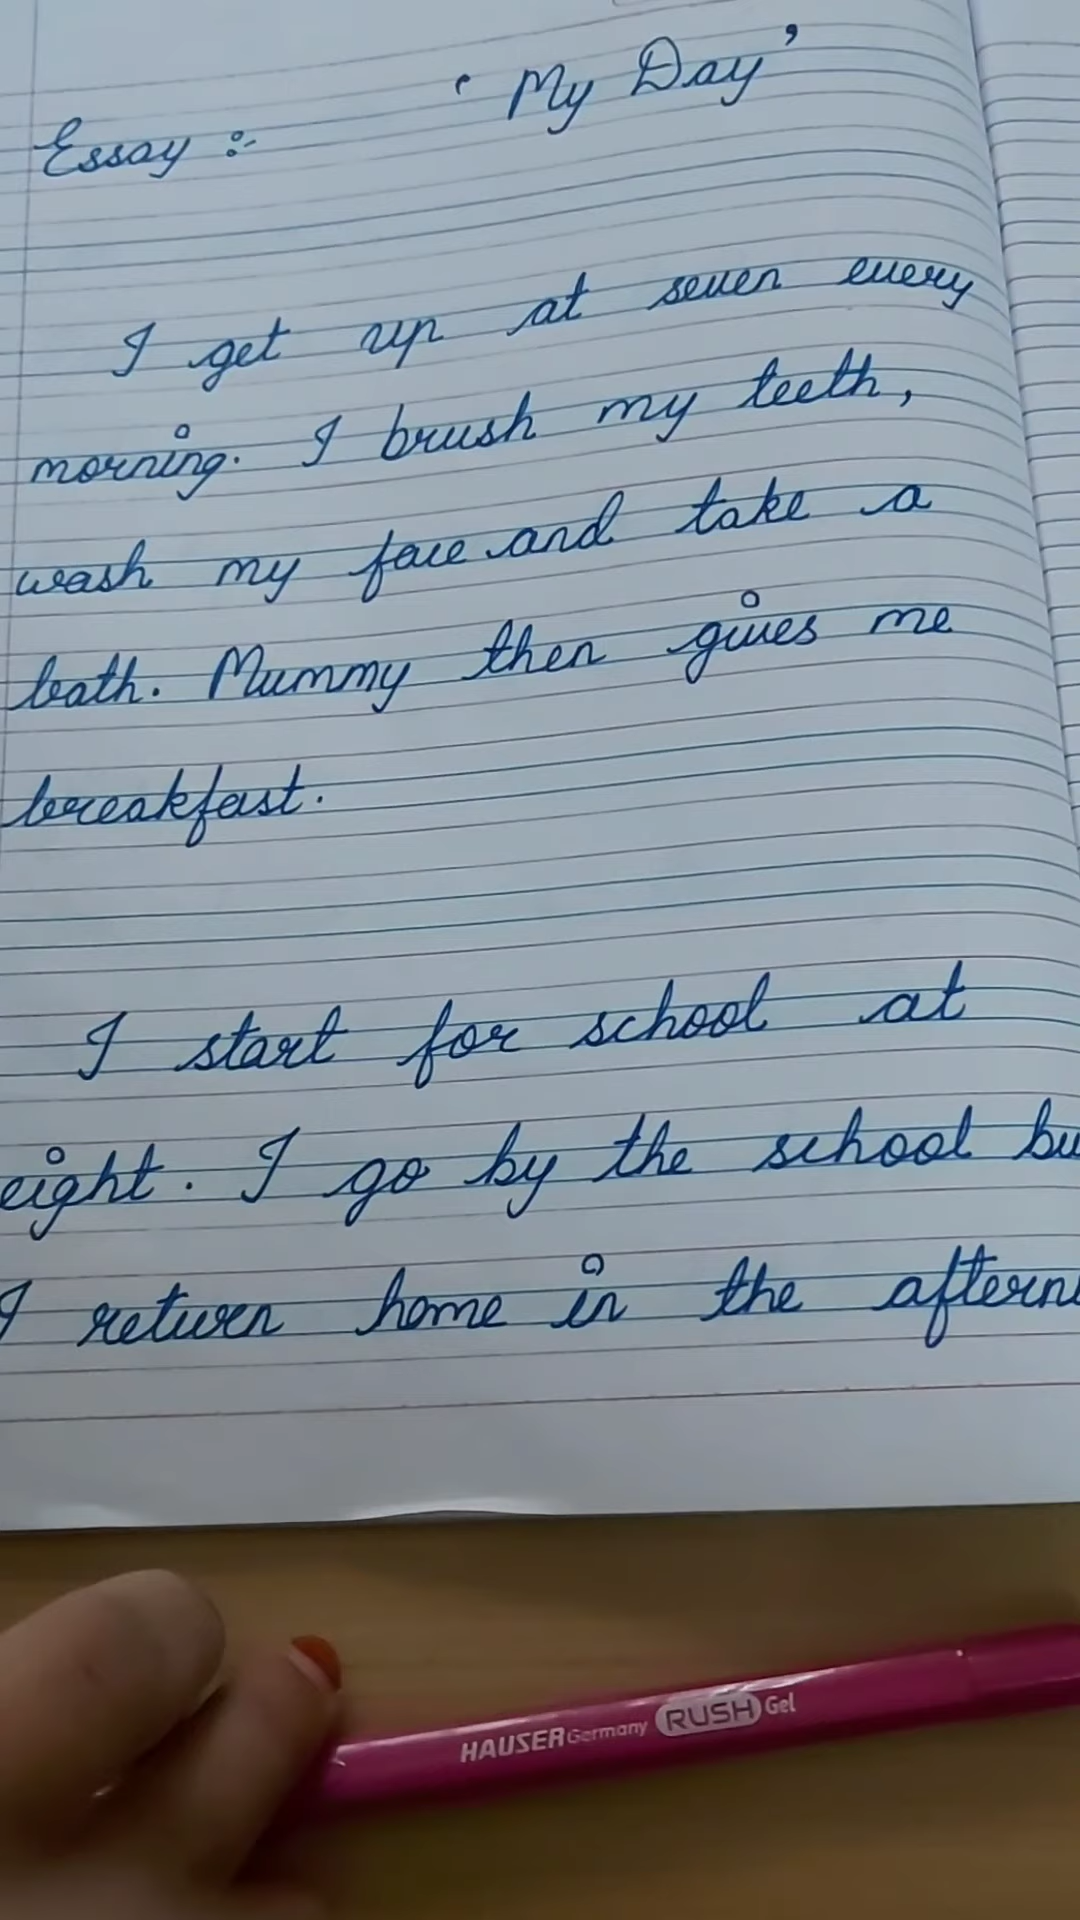 'My Day'
Essay :-
I get up at seven every
morning. I brush my teeth,
wash my face and take a
bath. Mummy then gives me
breakfast.
I start for school at
eight. I go by the school bu
I return home in the aftern
HAUSER Germany RUSH Gel